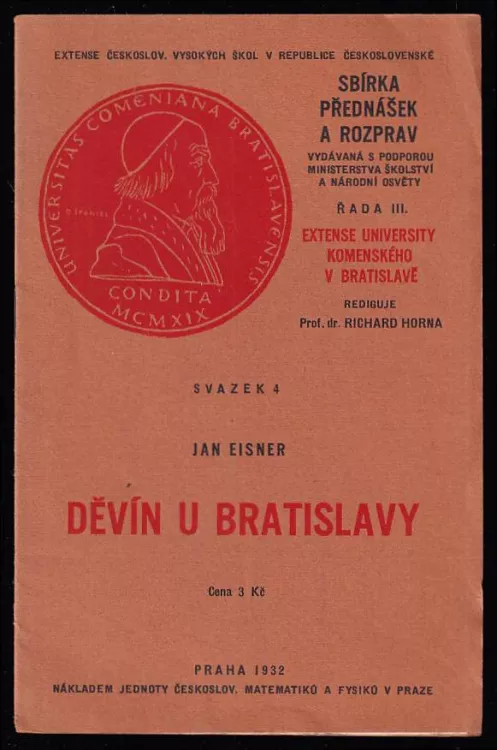 EXTENSE ČESKOSLOV. VYSOKÝCH ŠKOL V REPUBLICE ČESKOSLOVENSKÉ
UNIVERSITAS COMENIANA BRATISLAVENSIS
O. ŠPANIEL
CONDITA
MCMXIX
SBÍRKA
PŘEDNÁŠEK
A ROZPRAV
VYDÁVANÁ S PODPOROU
MINISTERSTVA ŠKOLSTVÍ
A NÁRODNÍ OSVĚTY
ŘADA III.
EXTENSE UNIVERSITY
KOMENSKÉHO
V BRATISLAVĚ
REDIGUJE
Prof. dr. RICHARD HORNA
SVAZEK 4
JAN EISNER
DĚVÍN U BRATISLAVY
Cena 3 Kč
PRAHA 1932
NÁKLADEM JEDNOTY ČESKOSLOV. MATEMATIKŮ A FYSIKŮ V PRAZE